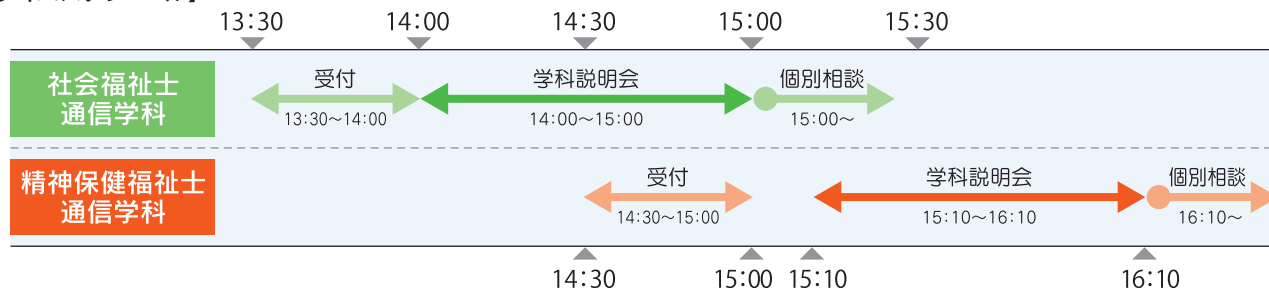 13:30 14:00 14:30 15:00 15:30
社会福祉士
通信学科
受付
13:30～14:00
学科説明会
14:00～15:00
個別相談
15:00～
精神保健福祉士
通信学科
受付
14:30～15:00
学科説明会
15:10～16:10
個別相談
16:10～
14:30 15:00 15:10 16:10